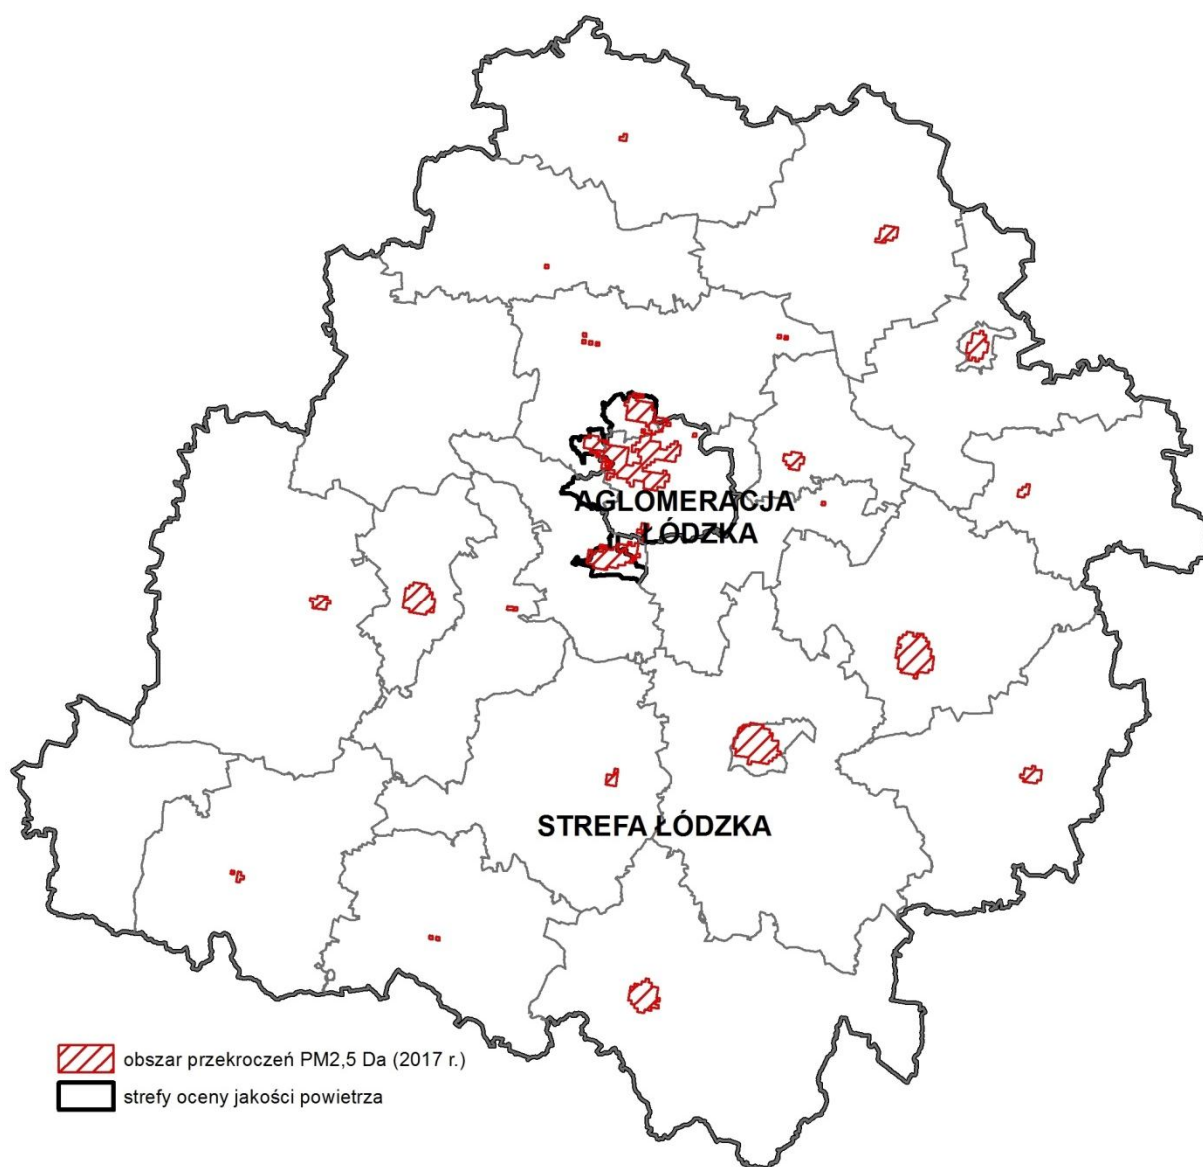 AGLOMERACJA
ŁÓDZKA
STREFA ŁÓDZKA
obszar przekroczeń PM2,5 Da (2017 r.)
strefy oceny jakości powietrza